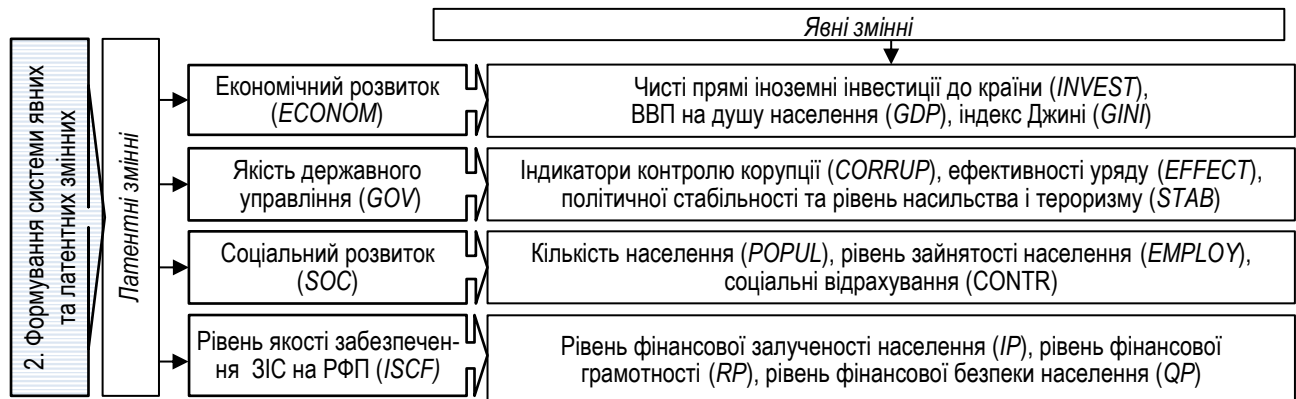 Явні змінні
2. Формування системи явних
та латентних змінних
Латентні змінні
Економічний розвиток
(ECONOM)
Чисті прямі іноземні інвестиції до країни (INVEST),
ВВП на душу населення (GDP), індекс Джині (GINI)
Якість державного
управління (GOV)
Індикатори контролю корупції (CORRUP), ефективності уряду (EFFECT),
політичної стабільності та рівень насильства і тероризму (STAB)
Соціальний розвиток
(SOC)
Кількість населення (POPUL), рівень зайнятості населення (EMPLOY),
соціальні відрахування (CONTR)
Рівень якості забезпечен-
ня ЗІС на РФП (ISCF)
Рівень фінансової залученості населення (IP), рівень фінансової
грамотності (RP), рівень фінансової безпеки населення (QP)